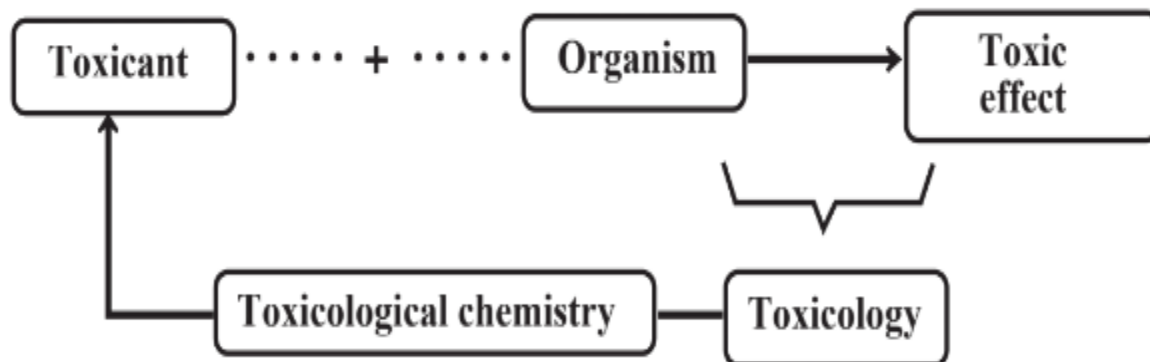 Toxicant ..... + ..... Organism
Toxic
effect
Toxicological chemistry
Toxicology